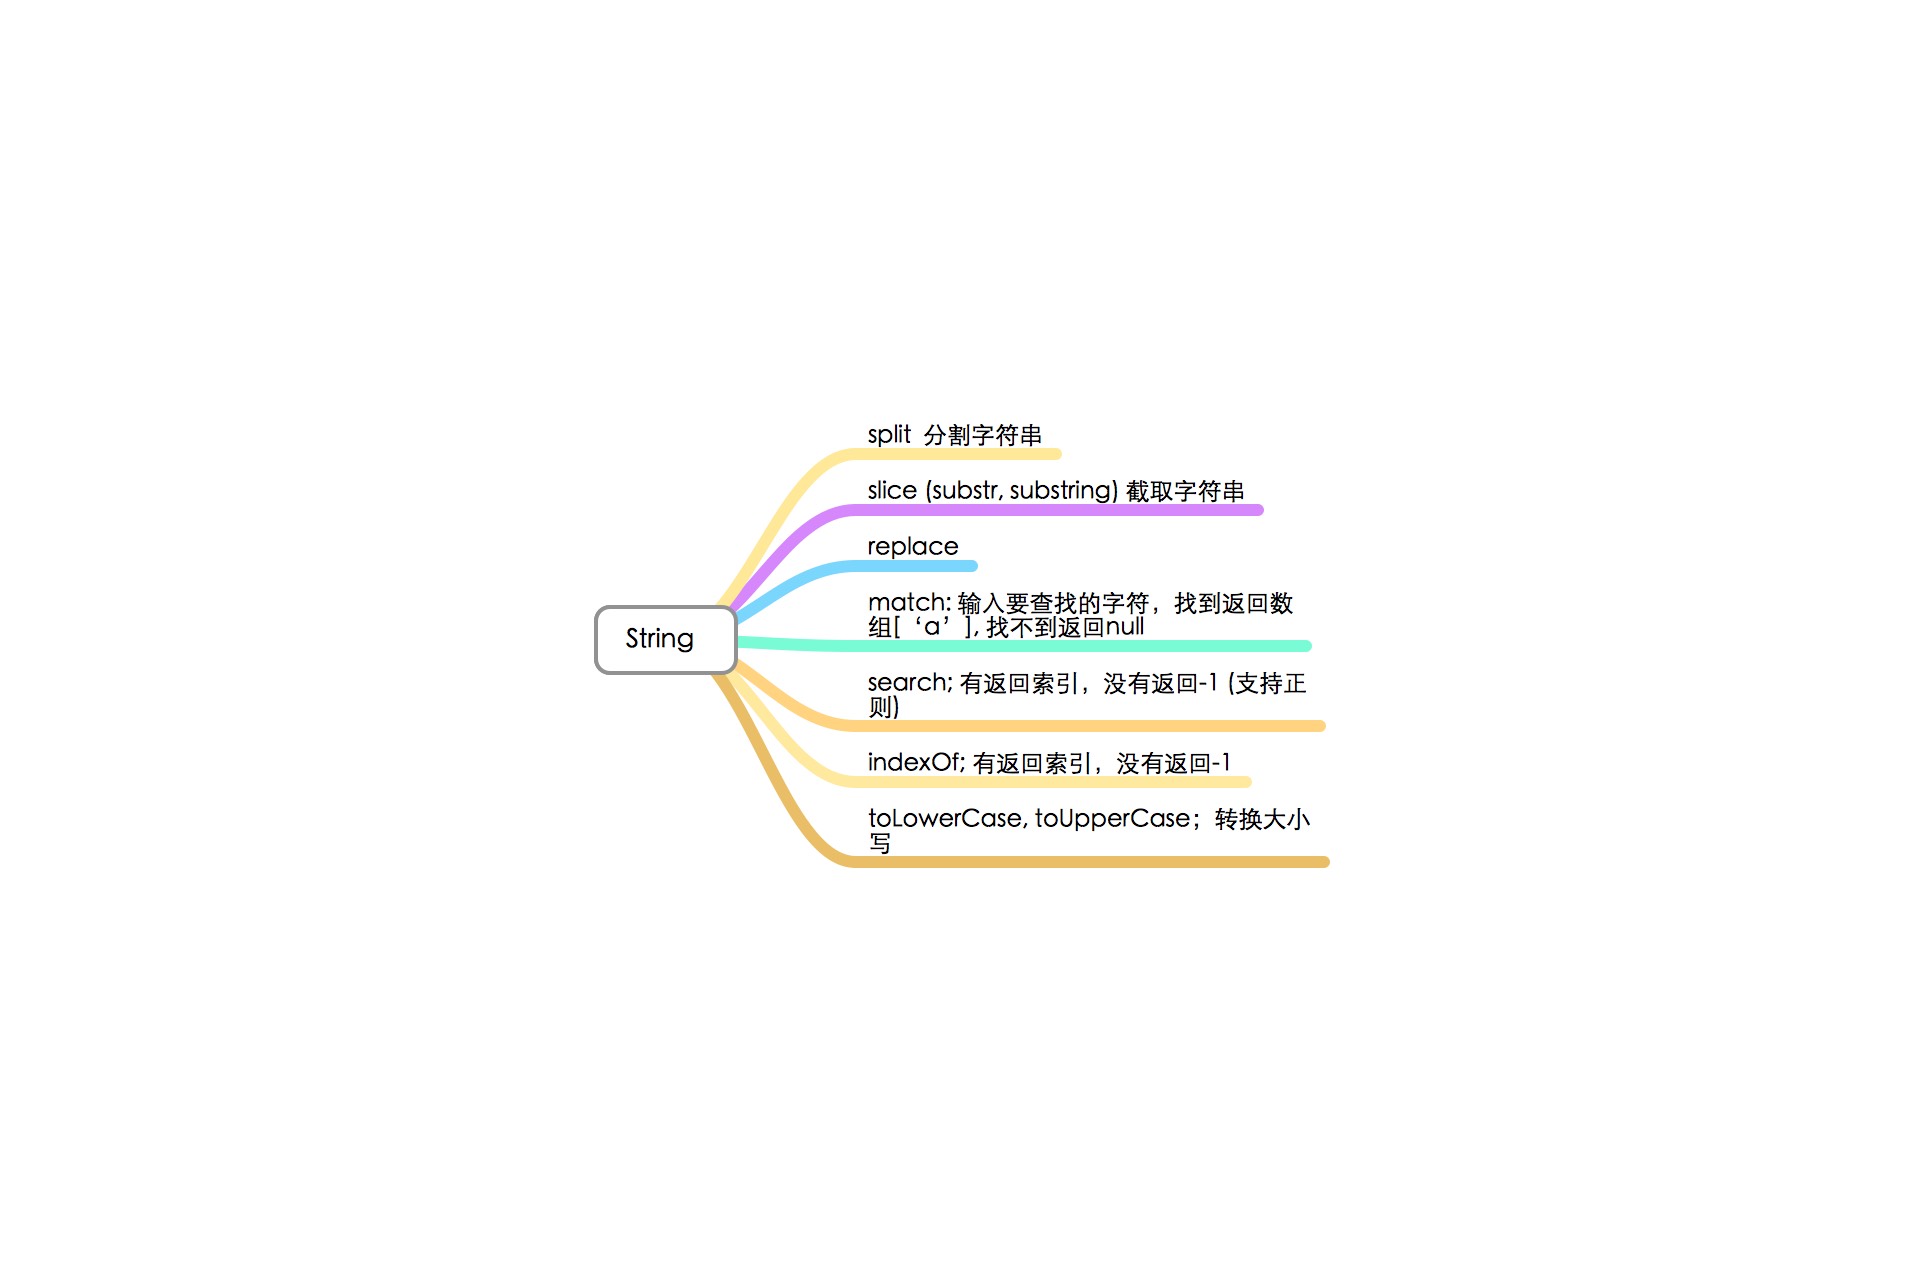 split 分割字符串
slice (substr, substring) 截取字符串
replace
match: 输入要查找的字符，找到返回数
组[‘a’], 找不到返回null
String
search; 有返回索引，没有返回-1 (支持正
则)
indexOf; 有返回索引，没有返回-1
toLowerCase, toUpperCase；转换大小
写